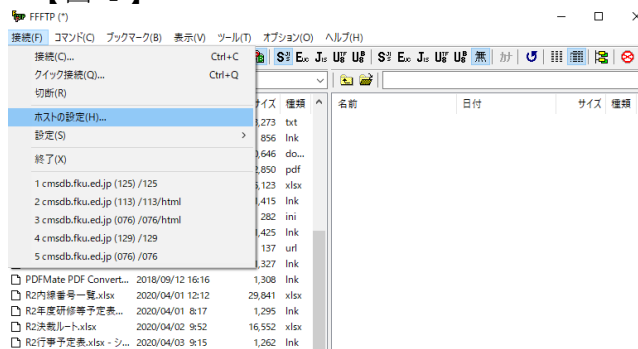 FFFTP (*)
接続(F) コマンド(C) ブックマーク(B) 表示(V) ツール(T) オプション(O) ヘルプ(H)
接続(C)... Ctrl+C
クイック接続(Q)... Ctrl+Q
切断(R)
ホストの設定(H)...
設定(S)
終了(X)
1 cmsdb.fku.ed.jp (125) /125
2 cmsdb.fku.ed.jp (113) /113/html
3 cmsdb.fku.ed.jp (076) /076/html
4 cmsdb.fku.ed.jp (129) /129
5 cmsdb.fku.ed.jp (076) /076
無 カナ
サイズ 種類
,273 txt
856 lnk
,646 do...
,850 pdf
,123 xlsx
,415 lnk
282 ini
,425 lnk
137 url
,327 lnk
PDFMate PDF Convert... 2018/09/12 16:16 1,308 lnk
R2内線番号一覧.xlsx 2020/04/01 12:12 29,841 xlsx
R2年度研修等予定表... 2020/04/01 8:17 1,295 lnk
R2決裁ルート.xlsx 2020/04/02 9:52 16,552 xlsx
R2行事予定表.xlsx - シ... 2020/04/03 9:15 1,262 lnk
名前 日付 サイズ 種類